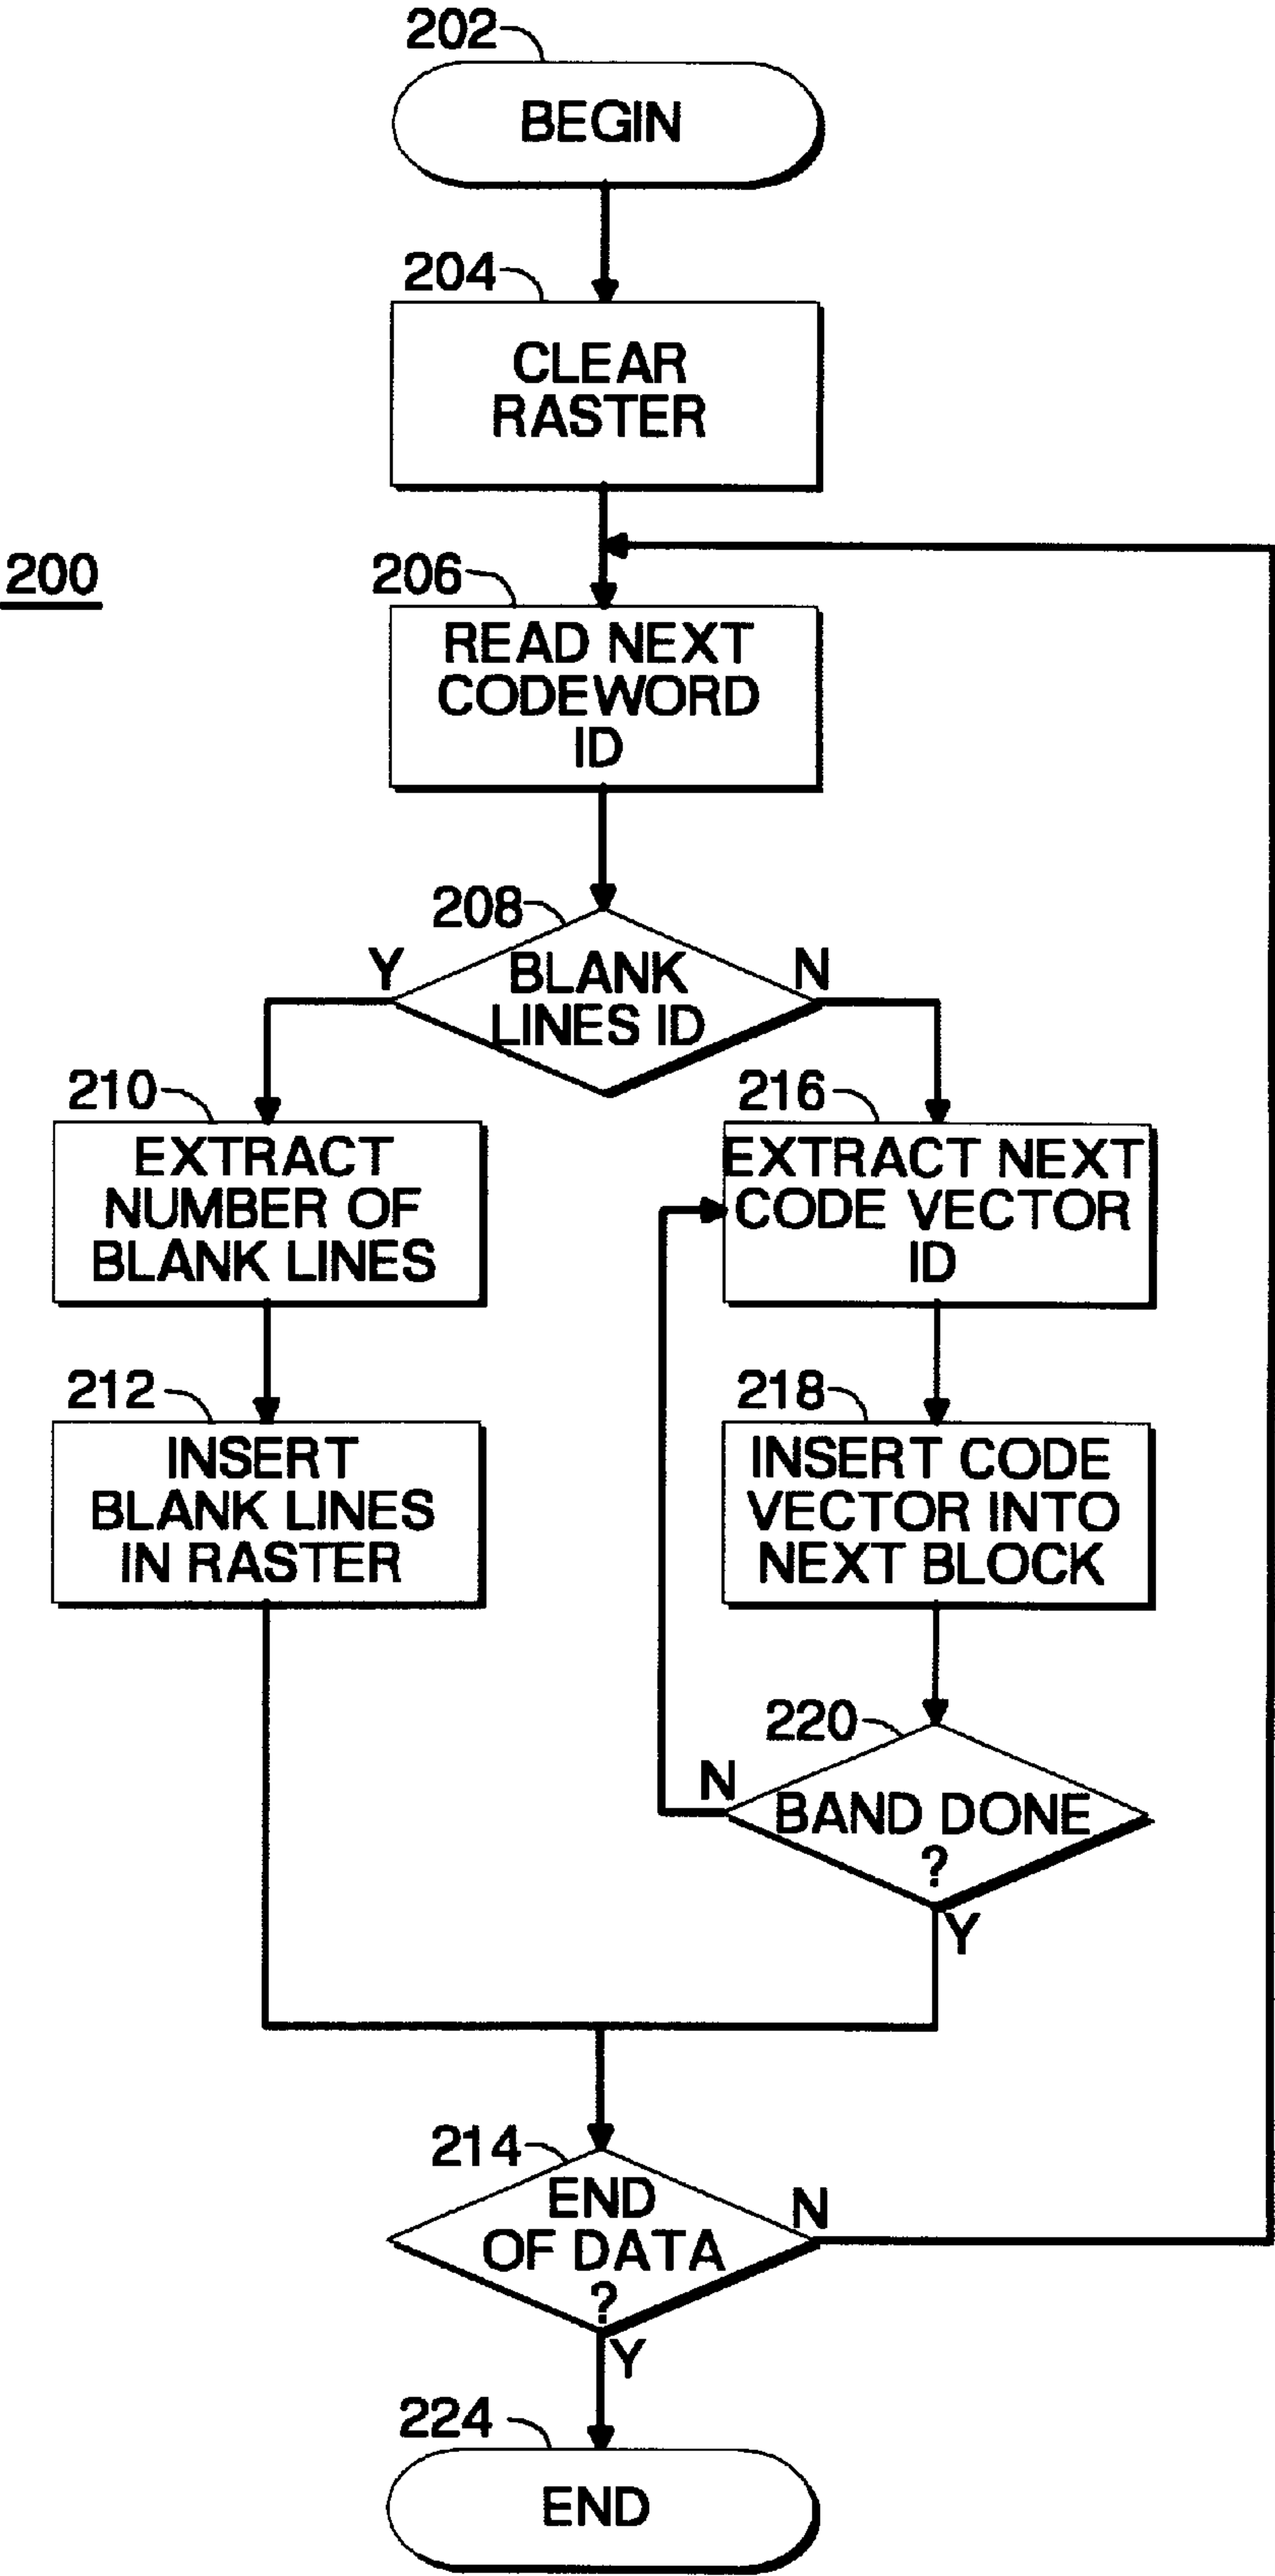 202
BEGIN
204
CLEAR
RASTER
200
206
READ NEXT
CODEWORD
ID
208
Y
N
BLANK
LINES ID
210
EXTRACT
NUMBER OF
BLANK LINES
216
EXTRACT NEXT
CODE VECTOR
ID
212
INSERT
BLANK LINES
IN RASTER
218
INSERT CODE
VECTOR INTO
NEXT BLOCK
220
N
BAND DONE
?
Y
214
END
OF DATA
?
N
Y
224
END